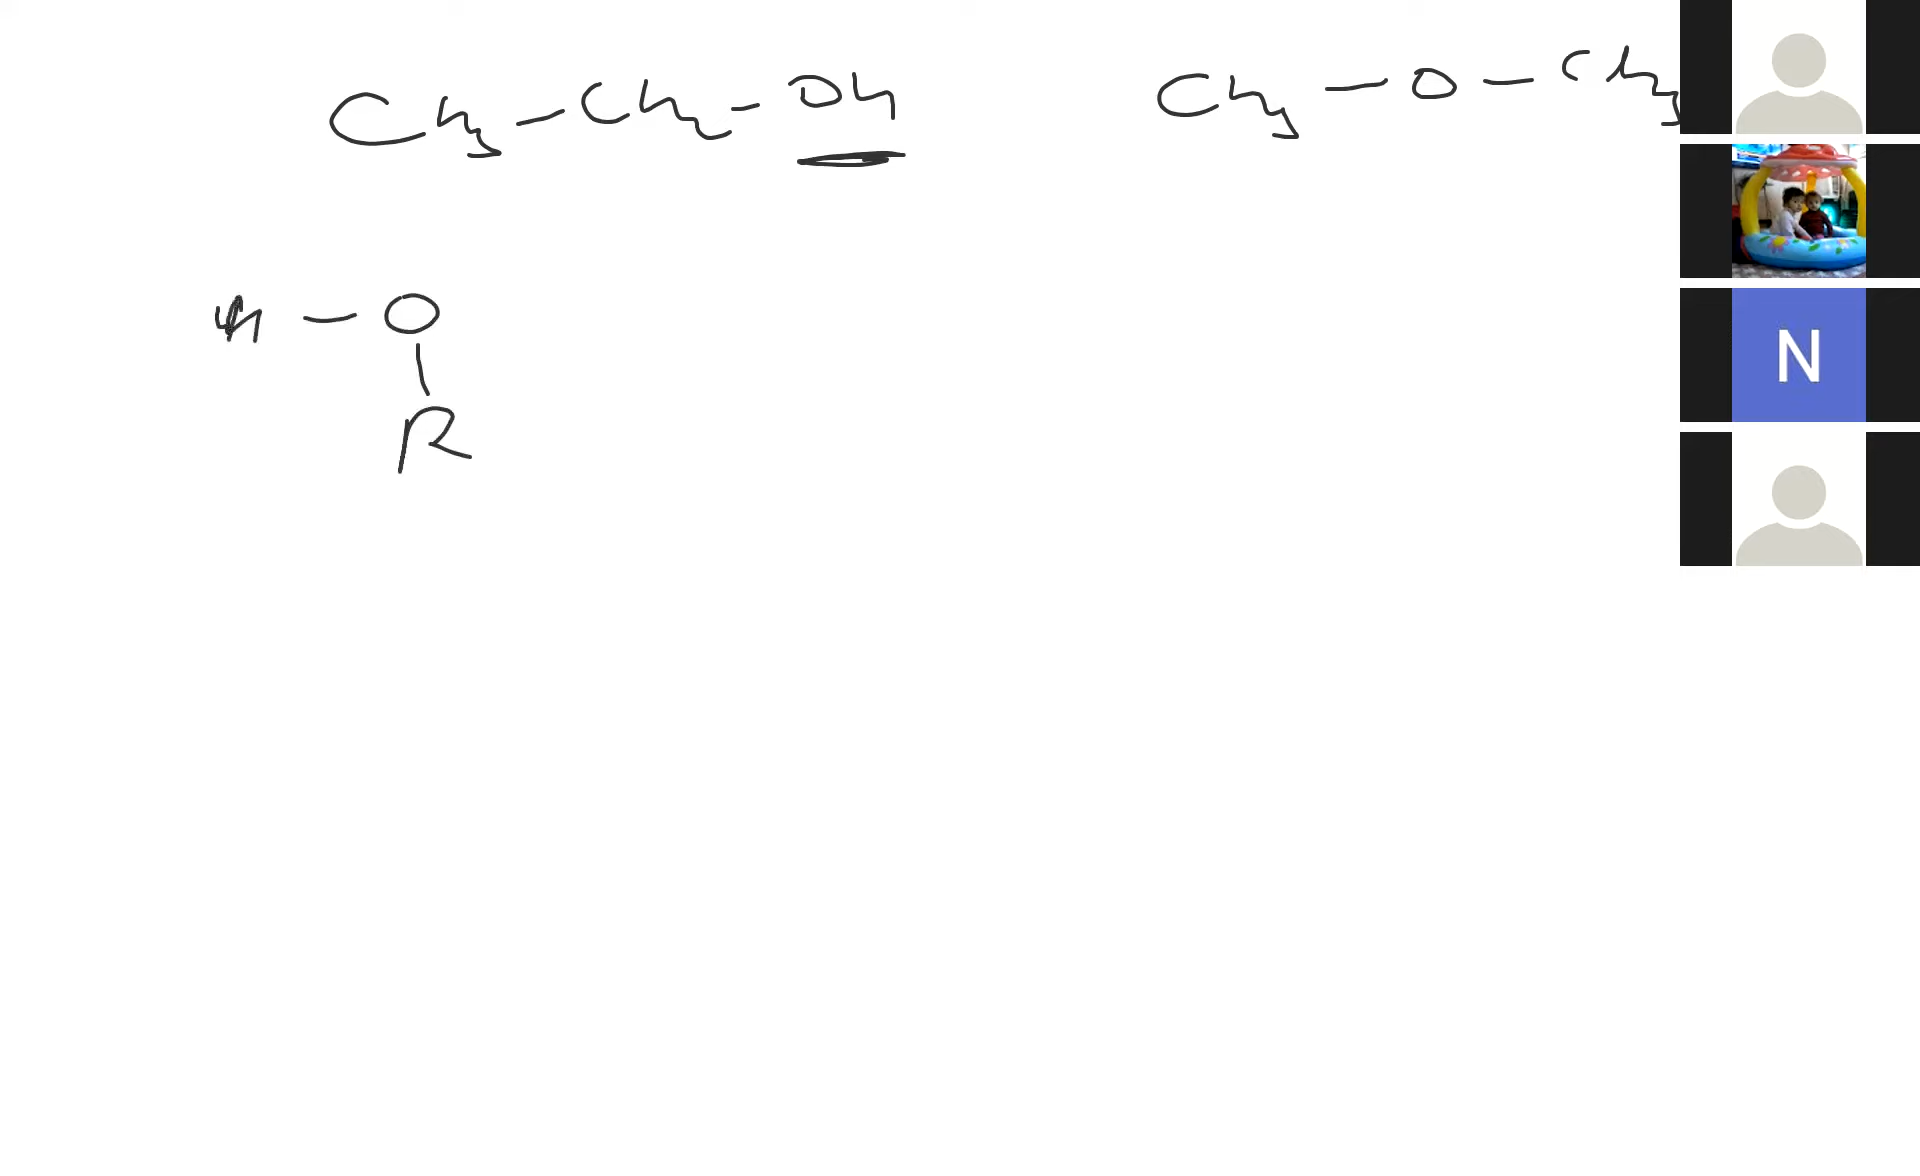 CH3 – CH2 – OH
CH3 – O – CH3
H – O
|
R
N